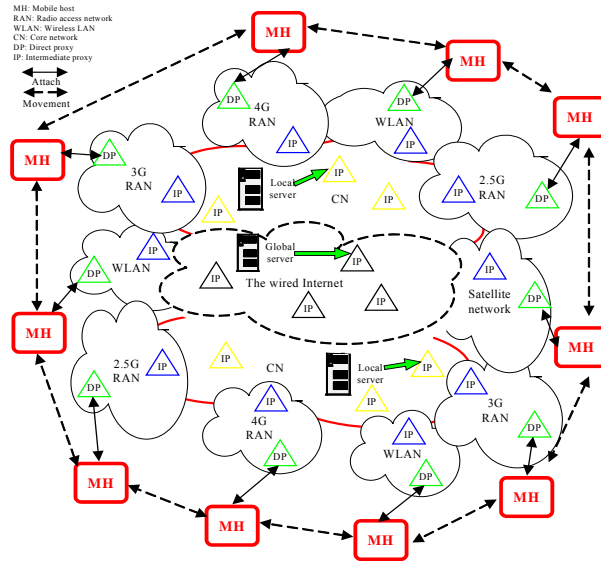 MH: Mobile host
RAN: Radio access network
WLAN: Wireless LAN
CN: Core network
DP: Direct proxy
IP: Intermediate proxy
Attach
Movement
MH
MH
MH
MH
DP
4G
RAN
IP
DP
WLAN
IP
DP
3G
RAN
IP
Local
server
IP
CN
IP
IP
IP
2.5G
RAN
DP
IP
WLAN
DP
Global
server
IP
The wired Internet
IP
IP
IP
IP
Satellite
network
DP
MH
MH
2.5G
RAN
IP
DP
IP
CN
Local
server
IP
IP
IP
3G
RAN
DP
IP
4G
RAN
DP
IP
WLAN
DP
MH
MH
MH
MH